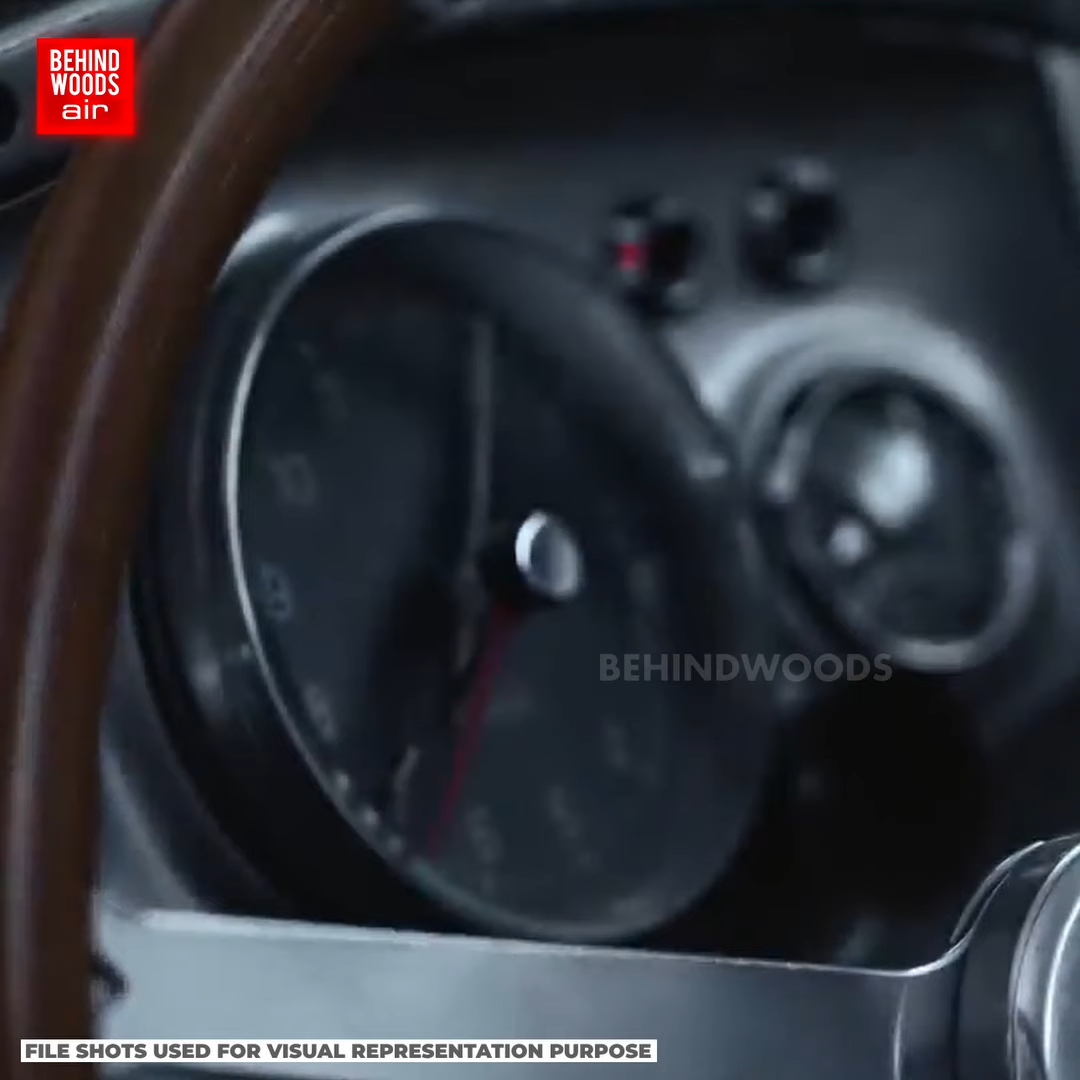 BEHIND
WOODS
air
BEHINDWOODS
FILE SHOTS USED FOR VISUAL REPRESENTATION PURPOSE